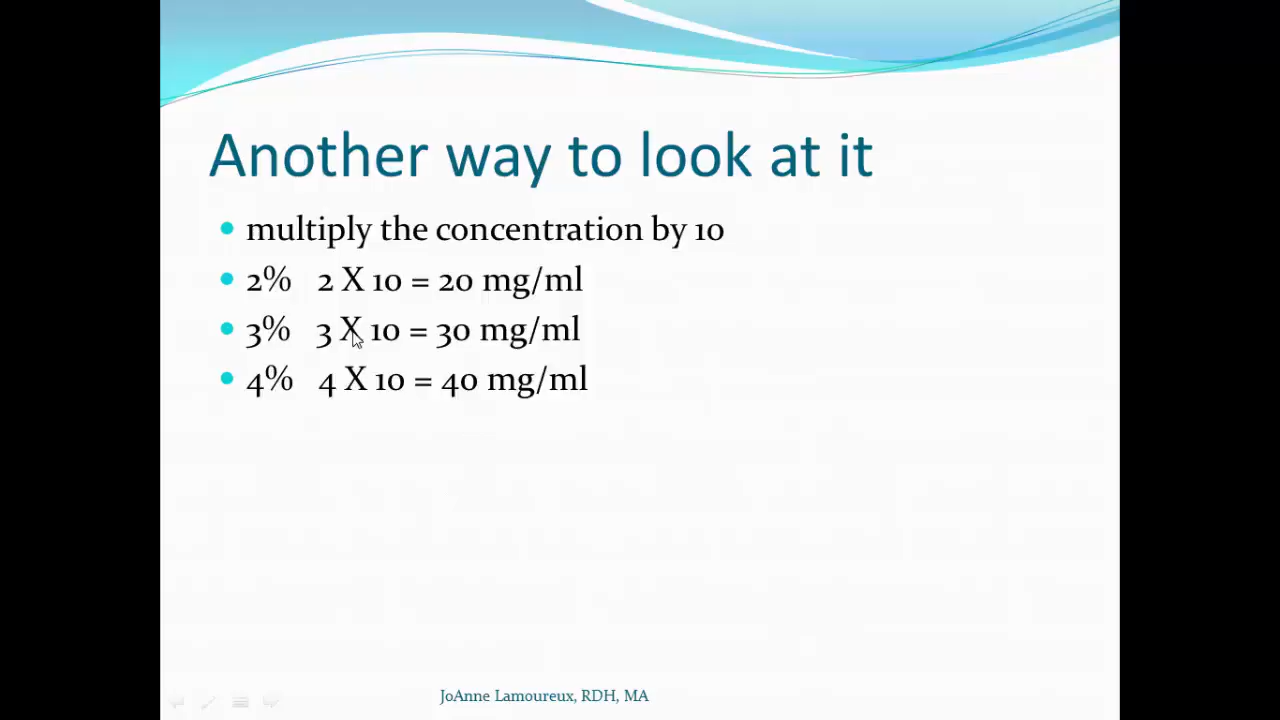 Another way to look at it
multiply the concentration by 10
2% 2 X 10 = 20 mg/ml
3% 3 X 10 = 30 mg/ml
4% 4 X 10 = 40 mg/ml
JoAnne Lamoureux, RDH, MA